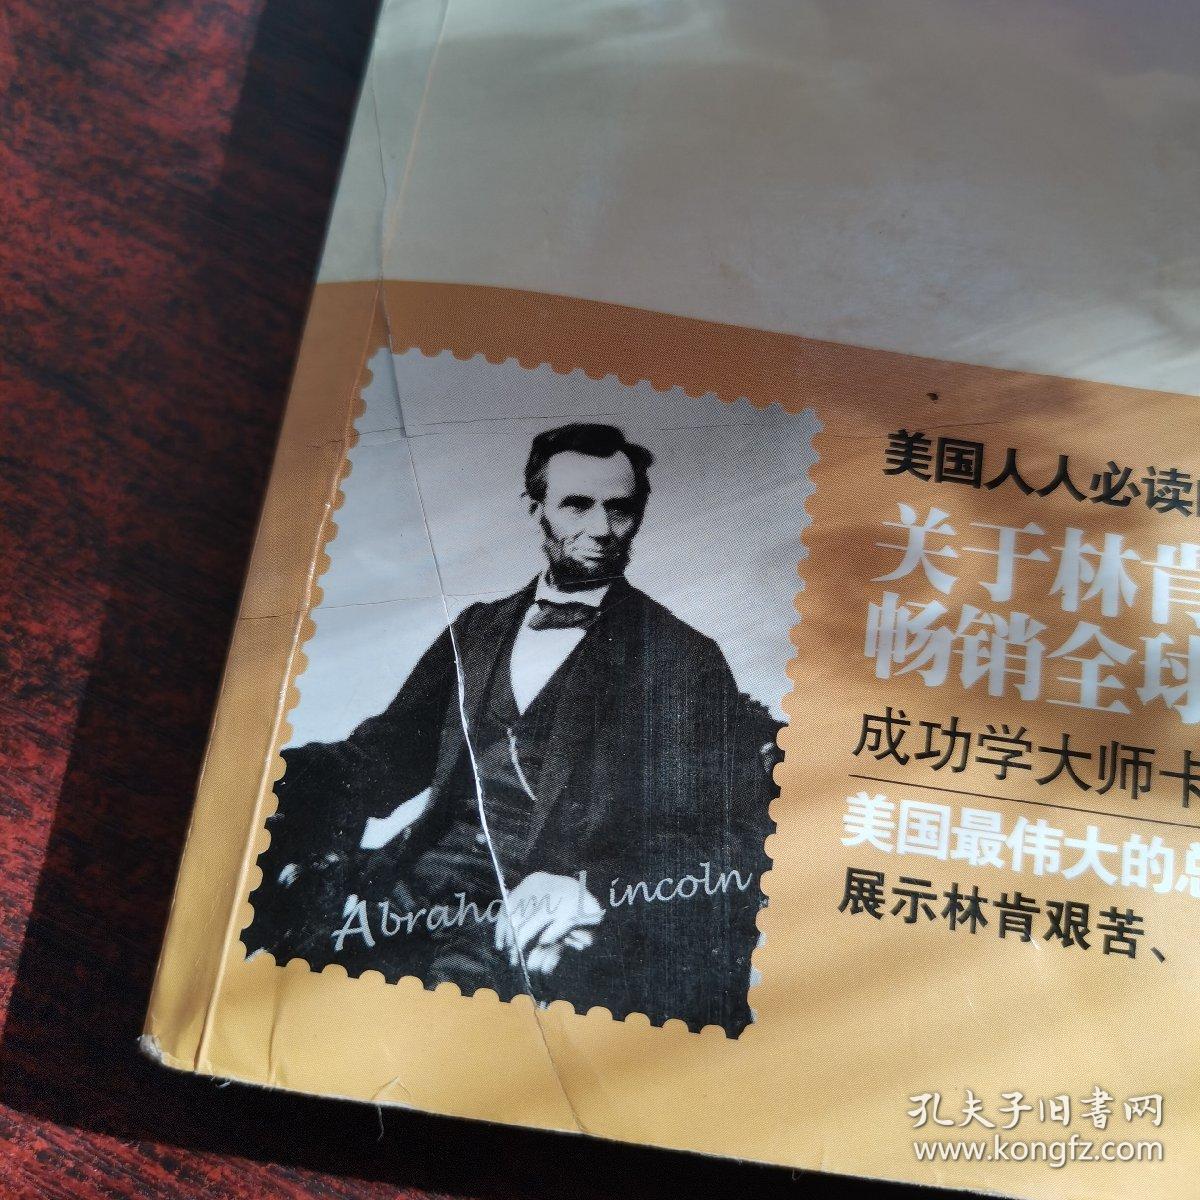 美国人人必读
关于林肯
畅销全球
成功学大师卡
美国最伟大的总
展示林肯艰苦、
Abraham Lincoln
孔夫子旧書网
www.kongfz.com